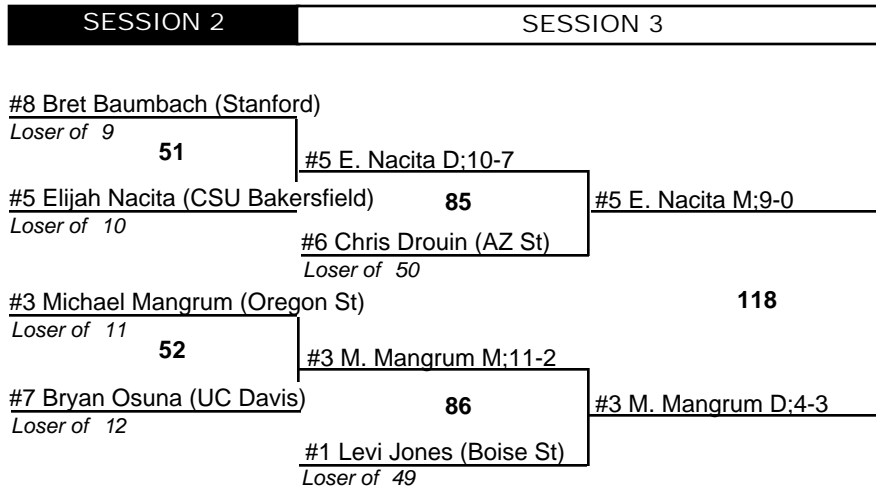 SESSION 2
SESSION 3
#8 Bret Baumbach (Stanford)
Loser of 9
51
#5 E. Nacita D;10-7
#5 Elijah Nacita (CSU Bakersfield)
85
#5 E. Nacita M;9-0
Loser of 10
#6 Chris Drouin (AZ St)
Loser of 50
#3 Michael Mangrum (Oregon St)
118
Loser of 11
52
#3 M. Mangrum M;11-2
#7 Bryan Osuna (UC Davis)
86
#3 M. Mangrum D;4-3
Loser of 12
#1 Levi Jones (Boise St)
Loser of 49